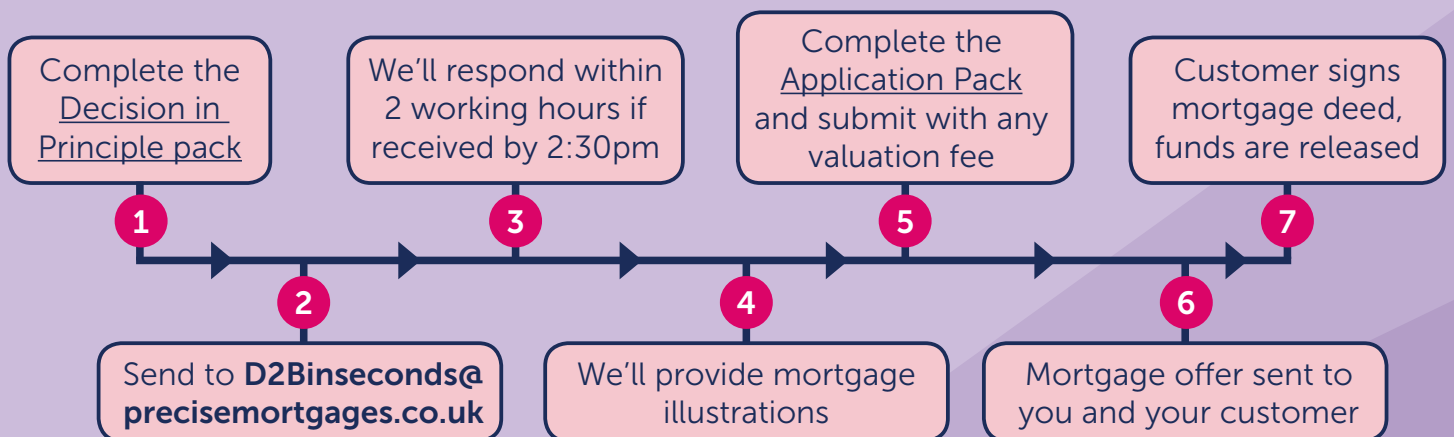 Complete the
Decision in
Principle pack
1
2
Send to D2Binseconds@
precisemortgages.co.uk
We’ll respond within
2 working hours if
received by 2:30pm
3
4
We’ll provide mortgage
illustrations
Complete the
Application Pack
and submit with any
valuation fee
5
6
Mortgage offer sent to
you and your customer
Customer signs
mortgage deed,
funds are released
7